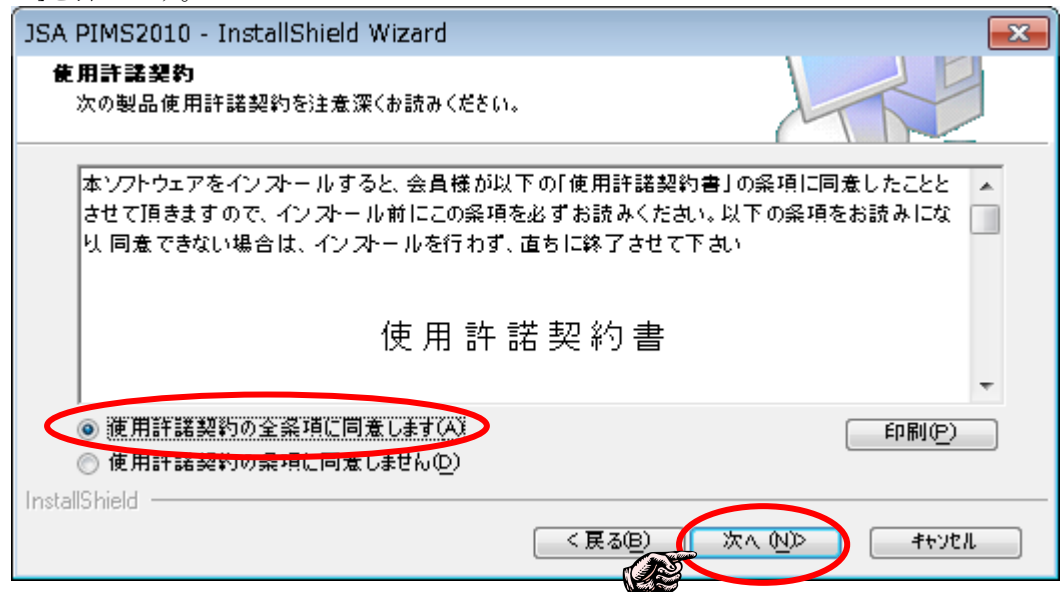 JSA PIMS2010 - InstallShield Wizard
使用許諾契約
次の製品使用許諾契約を注意深くお読みください。
本ソフトウェアをインストールすると、会員様が以下の「使用許諾契約書」の条項に同意したことと
させて頂きますので、インストール前にこの条項を必ずお読みください。以下の条項をお読みにな
り、同意できない場合は、インストールを行わず、直ちに終了させて下さい
使用許諾契約書
使用許諾契約の全条項に同意します(A)
印刷(P)
使用許諾契約の条項に同意しません(D)
InstallShield
< 戻る(B)
次へ (N)>
キャンセル